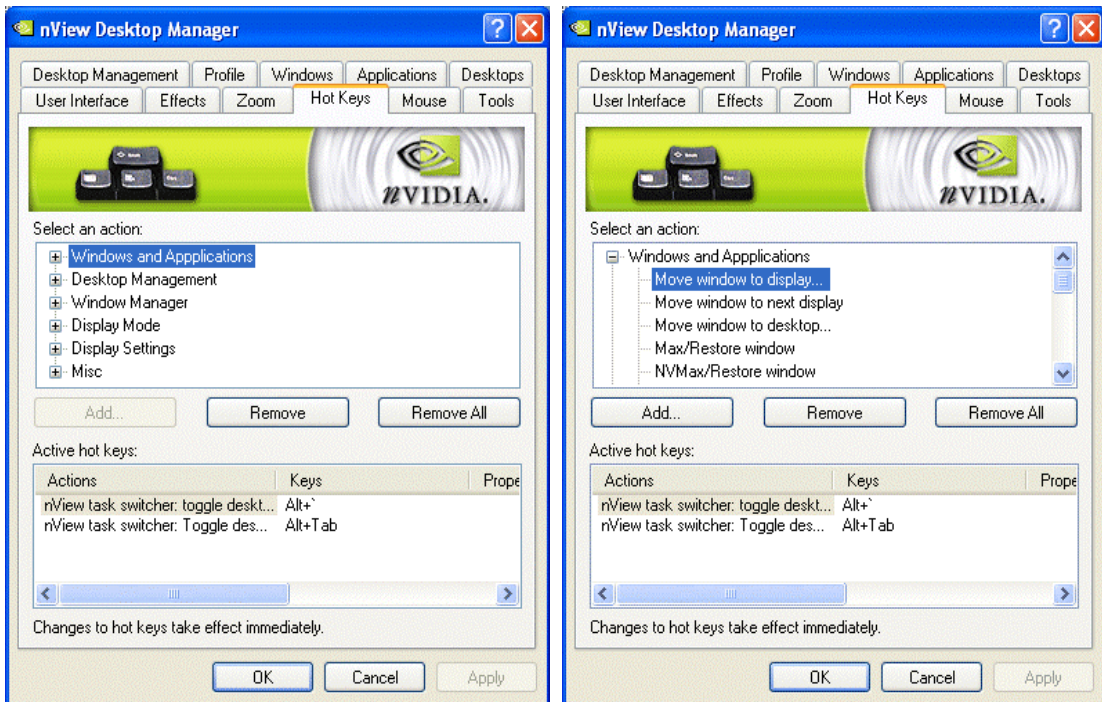 nView Desktop Manager
Desktop Management Profile Windows Applications Desktops
User Interface Effects Zoom Hot Keys Mouse Tools
nVIDIA.
Select an action:
Windows and Appplications
Desktop Management
Window Manager
Display Mode
Display Settings
Misc
Add... Remove Remove All
Active hot keys:
Actions Keys Prope
nView task switcher: toggle deskt... Alt+`
nView task switcher: Toggle des... Alt+Tab
Changes to hot keys take effect immediately.
OK Cancel Apply
nView Desktop Manager
Desktop Management Profile Windows Applications Desktops
User Interface Effects Zoom Hot Keys Mouse Tools
nVIDIA.
Select an action:
Windows and Appplications
Move window to display...
Move window to next display
Move window to desktop...
Max/Restore window
NVMax/Restore window
Add... Remove Remove All
Active hot keys:
Actions Keys Prope
nView task switcher: toggle deskt... Alt+`
nView task switcher: Toggle des... Alt+Tab
Changes to hot keys take effect immediately.
OK Cancel Apply